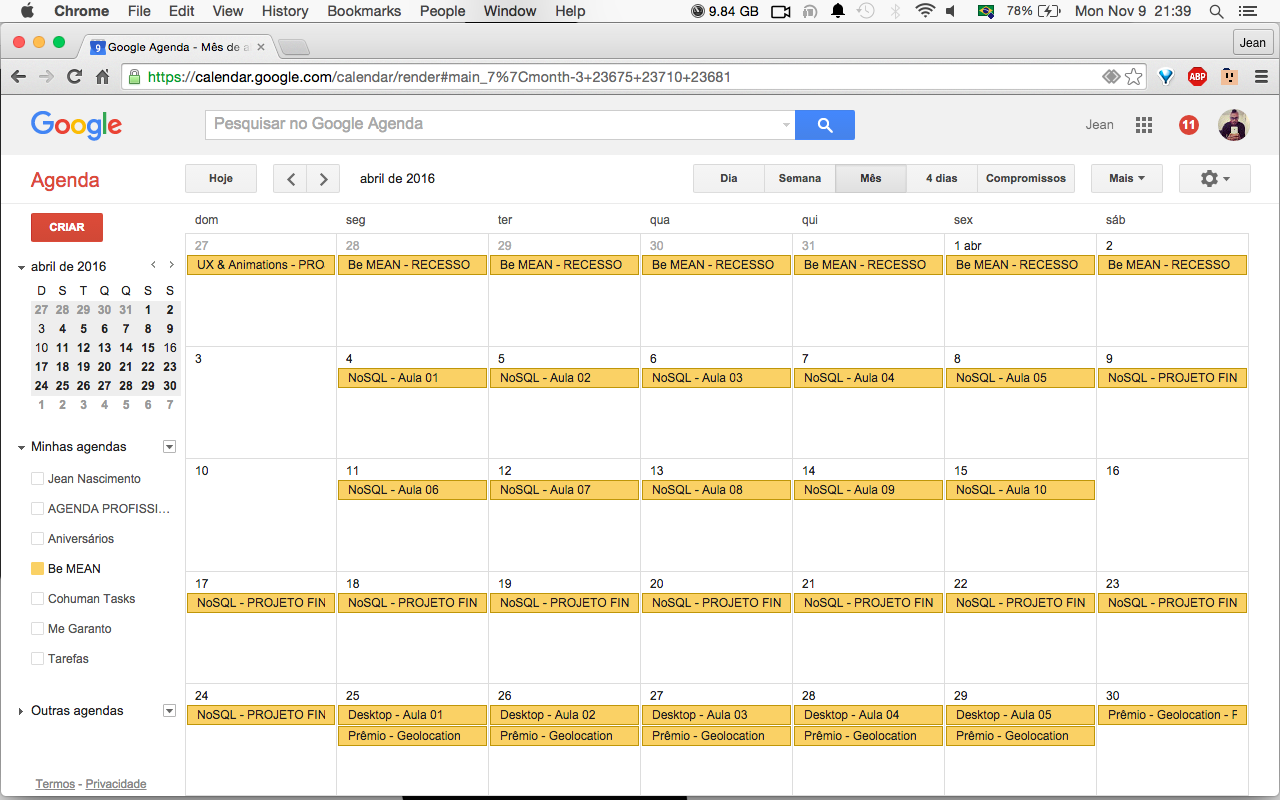 Chrome File Edit View History Bookmarks People Window Help 9.84 GB 78% Mon Nov 9 21:39
9 Google Agenda - Mês de a Jean
https://calendar.google.com/calendar/render#main_7%7Cmonth-3+23675+23710+23681 ABP
Google Pesquisar no Google Agenda Jean 11
Agenda Hoje abril de 2016 Dia Semana Mês 4 dias Compromissos Mais
CRIAR
abril de 2016
D S T Q Q S S
27 28 29 30 31 1 2
3 4 5 6 7 8 9
10 11 12 13 14 15 16
17 18 19 20 21 22 23
24 25 26 27 28 29 30
1 2 3 4 5 6 7
Minhas agendas
Jean Nascimento
AGENDA PROFISSI...
Aniversários
Be MEAN
Cohuman Tasks
Me Garanto
Tarefas
Outras agendas
Termos - Privacidade
dom seg ter qua qui sex sáb
27 28 29 30 31 1 abr 2
UX & Animations - PRO Be MEAN - RECESSO Be MEAN - RECESSO Be MEAN - RECESSO Be MEAN - RECESSO Be MEAN - RECESSO Be MEAN - RECESSO
3 4 5 6 7 8 9
NoSQL - Aula 01 NoSQL - Aula 02 NoSQL - Aula 03 NoSQL - Aula 04 NoSQL - Aula 05 NoSQL - PROJETO FIN
10 11 12 13 14 15 16
NoSQL - Aula 06 NoSQL - Aula 07 NoSQL - Aula 08 NoSQL - Aula 09 NoSQL - Aula 10
17 18 19 20 21 22 23
NoSQL - PROJETO FIN NoSQL - PROJETO FIN NoSQL - PROJETO FIN NoSQL - PROJETO FIN NoSQL - PROJETO FIN NoSQL - PROJETO FIN NoSQL - PROJETO FIN
24 25 26 27 28 29 30
NoSQL - PROJETO FIN Desktop - Aula 01 Desktop - Aula 02 Desktop - Aula 03 Desktop - Aula 04 Desktop - Aula 05 Prêmio - Geolocation - F
Prêmio - Geolocation Prêmio - Geolocation Prêmio - Geolocation Prêmio - Geolocation Prêmio - Geolocation